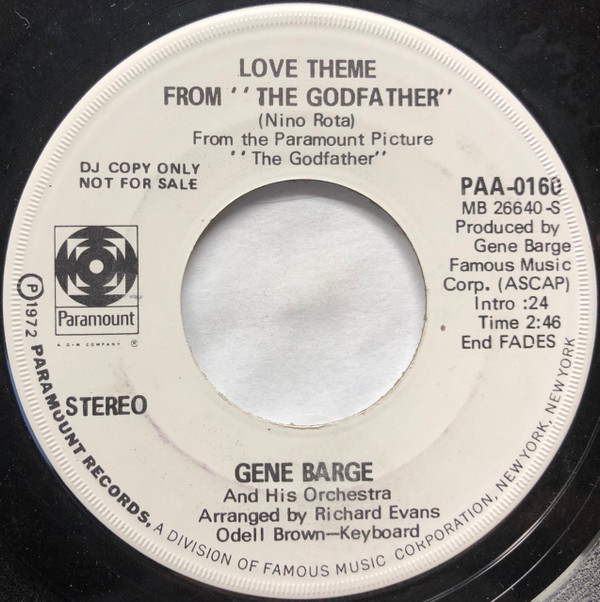 LOVE THEME
FROM ‘‘ THE GODFATHER’’
(Nino Rota)
From the Paramount Picture
‘‘ The Godfather’’
DJ COPY ONLY
NOT FOR SALE
PAA-0160
MB 26640-S
Produced by
Gene Barge
Famous Music
Corp. (ASCAP)
Intro :24
Time 2:46
End FADES
Paramount
A G+W COMPANY ®
STEREO
GENE BARGE
And His Orchestra
Arranged by Richard Evans
Odell Brown—Keyboard
Ⓟ1972 PARAMOUNT RECORDS, A DIVISION OF FAMOUS MUSIC CORPORATION, NEW YORK, NEW YORK